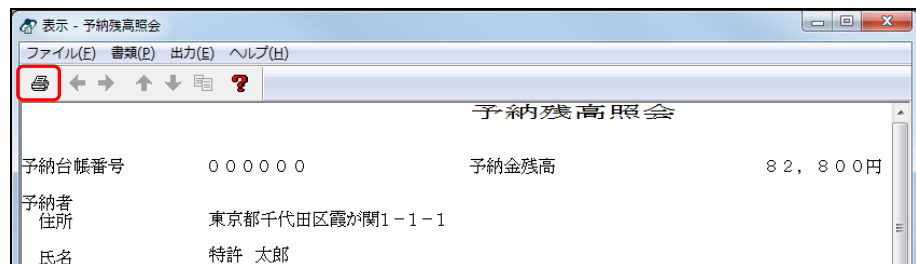 表示 - 予納残高照会
ファイル(F) 書類(P) 出力(E) ヘルプ(H)
予納残高照会
予納台帳番号 ００００００ 予納金残高 ８２，８００円
予納者
住所 東京都千代田区霞が関１－１－１
氏名 特許 太郎